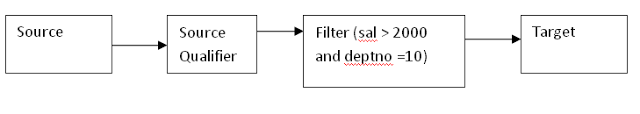 Source
Source
Qualifier
Filter (sal > 2000
and deptno =10)
Target